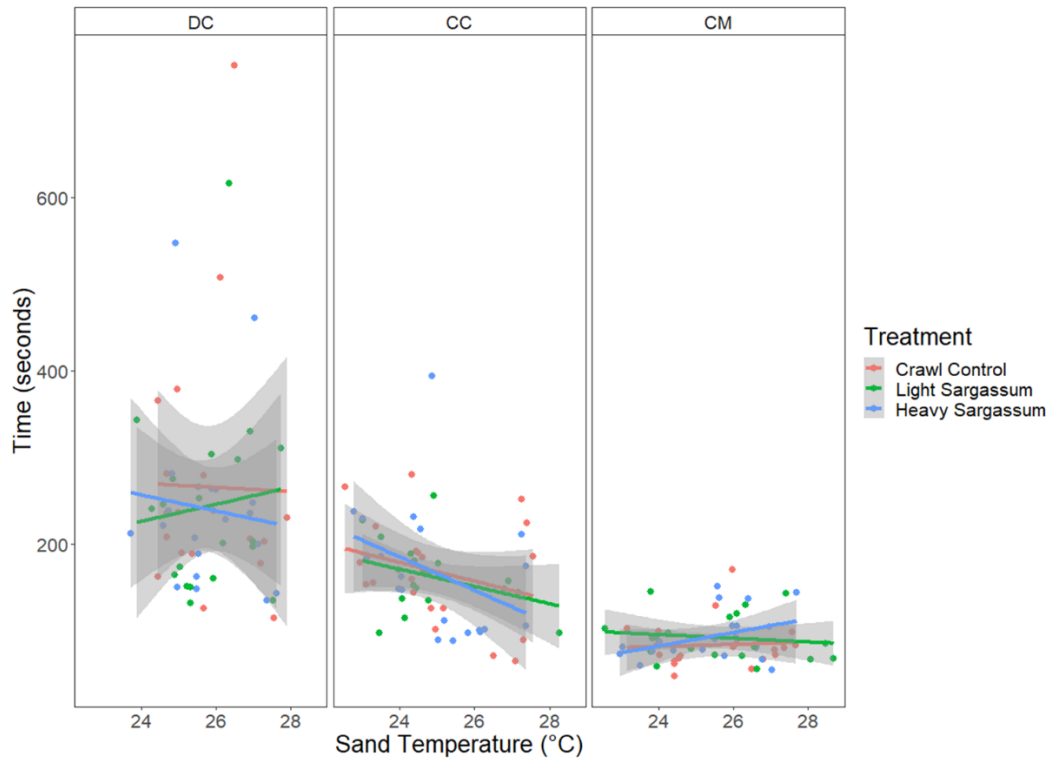 DC CC CM
600
400
200
Time (seconds)
24 26 28 24 26 28 24 26 28
Sand Temperature (°C)
Treatment
Crawl Control
Light Sargassum
Heavy Sargassum